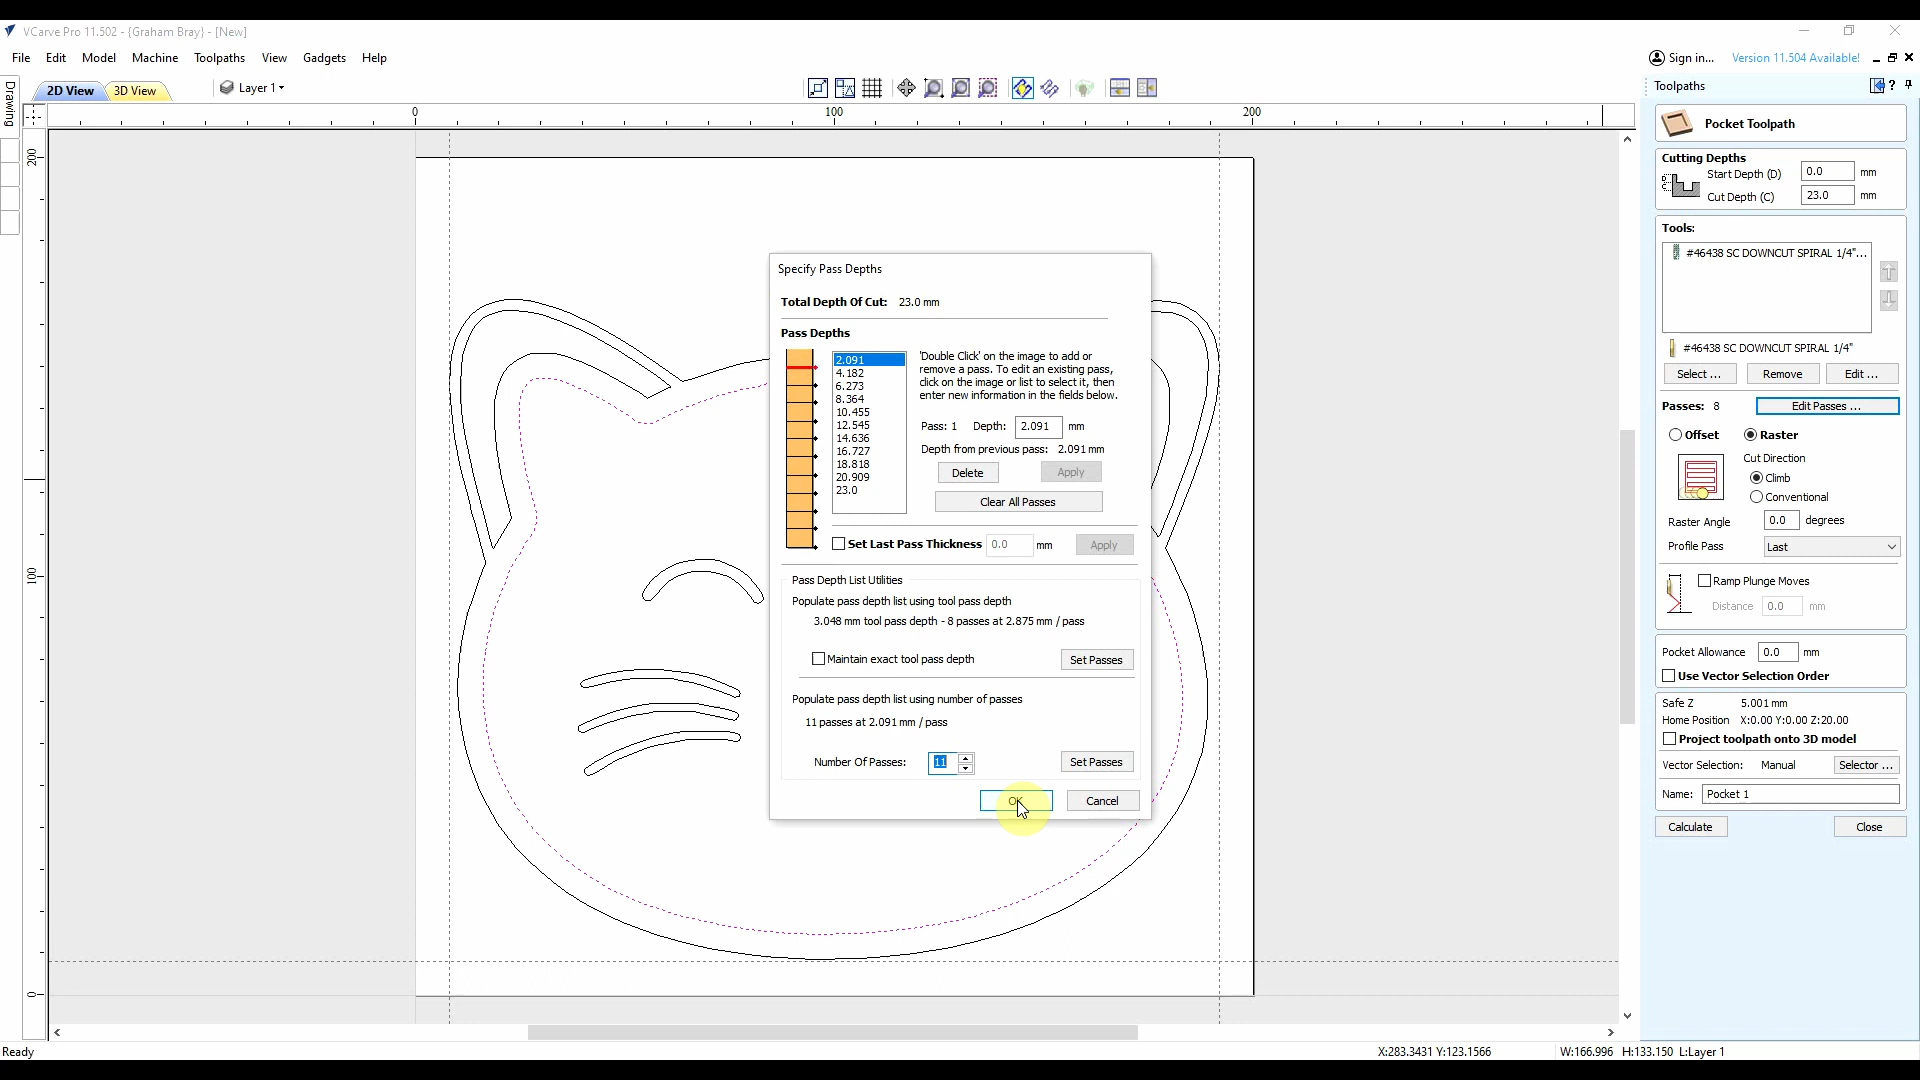 VCarve Pro 11.502 - {Graham Bray} - [New]
File Edit Model Machine Toolpaths View Gadgets Help
Sign in... Version 11.504 Available!
2D View 3D View Layer 1
Toolpaths
Drawing
0 100 200
200
100
0
Specify Pass Depths
Total Depth Of Cut: 23.0 mm
Pass Depths
2.091
4.182
6.273
8.364
10.455
12.545
14.636
16.727
18.818
20.909
23.0
'Double Click' on the image to add or
remove a pass. To edit an existing pass,
click on the image or list to select it, then
enter new information in the fields below.
Pass: 1 Depth: 2.091 mm
Depth from previous pass: 2.091 mm
Delete Apply
Clear All Passes
Set Last Pass Thickness 0.0 mm Apply
Pass Depth List Utilities
Populate pass depth list using tool pass depth
3.048 mm tool pass depth - 8 passes at 2.875 mm / pass
Maintain exact tool pass depth Set Passes
Populate pass depth list using number of passes
11 passes at 2.091 mm / pass
Number Of Passes: 11 Set Passes
OK Cancel
Pocket Toolpath
Cutting Depths
Start Depth (D) 0.0 mm
Cut Depth (C) 23.0 mm
Tools:
#46438 SC DOWNCUT SPIRAL 1/4"...
#46438 SC DOWNCUT SPIRAL 1/4"
Select ... Remove Edit ...
Passes: 8 Edit Passes ...
Offset Raster
Cut Direction
Climb
Conventional
Raster Angle 0.0 degrees
Profile Pass Last
Ramp Plunge Moves
Distance 0.0 mm
Pocket Allowance 0.0 mm
Use Vector Selection Order
Safe Z 5.001 mm
Home Position X:0.00 Y:0.00 Z:20.00
Project toolpath onto 3D model
Vector Selection: Manual Selector ...
Name: Pocket 1
Calculate Close
Ready X:283.3431 Y:123.1566 W:166.996 H:133.150 L:Layer 1